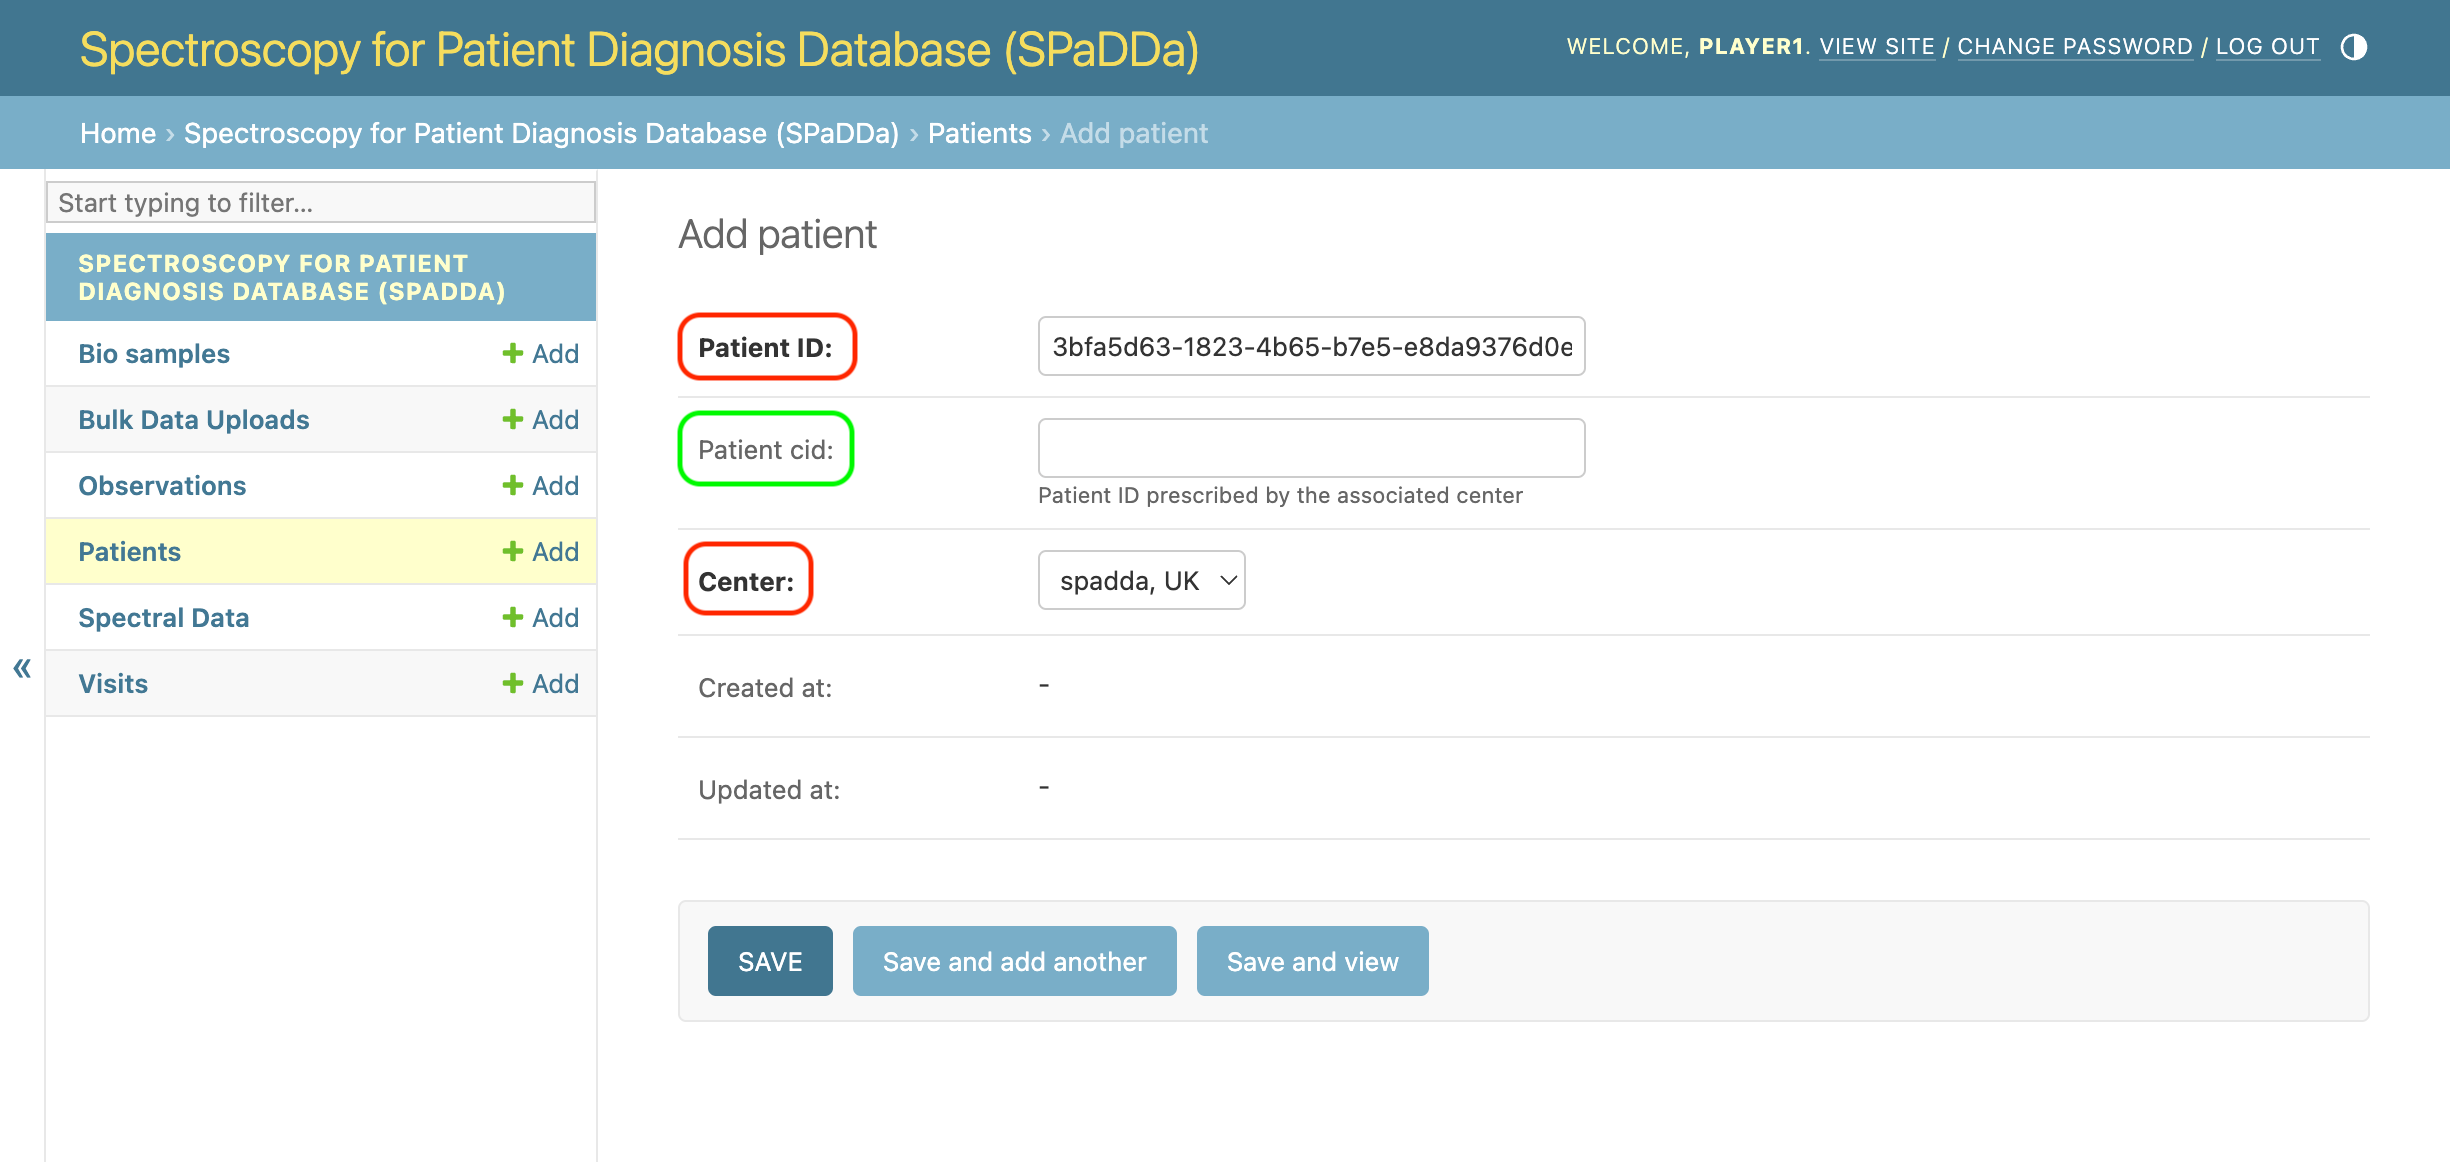 Spectroscopy for Patient Diagnosis Database (SPaDDa)
WELCOME, PLAYER1. VIEW SITE / CHANGE PASSWORD / LOG OUT
Home › Spectroscopy for Patient Diagnosis Database (SPaDDa) › Patients › Add patient
Start typing to filter...
SPECTROSCOPY FOR PATIENT
DIAGNOSIS DATABASE (SPADDA)
Bio samples + Add
Bulk Data Uploads + Add
Observations + Add
Patients + Add
Spectral Data + Add
Visits + Add
«
Add patient
Patient ID: 3bfa5d63-1823-4b65-b7e5-e8da9376d0e
Patient cid:
Patient ID prescribed by the associated center
Center: spadda, UK
Created at: -
Updated at: -
SAVE Save and add another Save and view